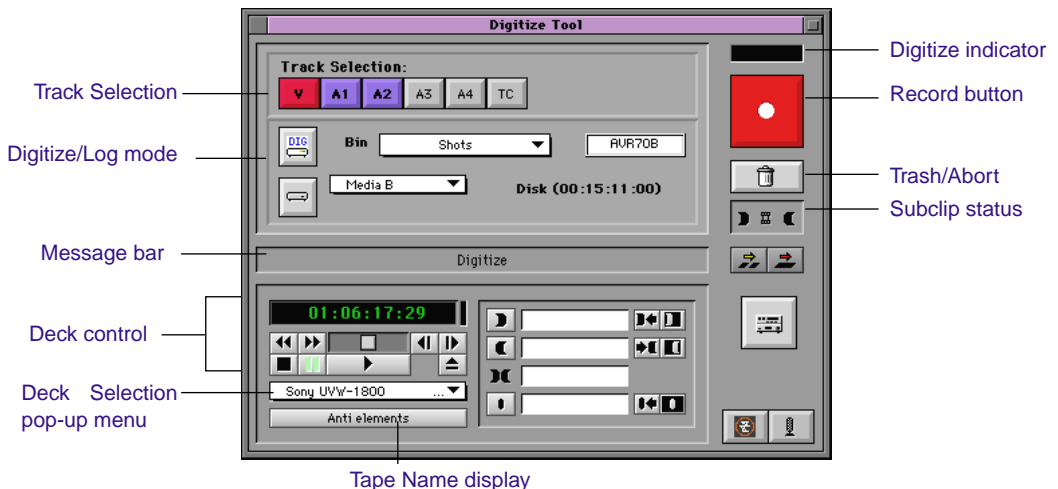 Digitize Tool
Track Selection:
V A1 A2 A3 A4 TC
DIG
Bin Shots AVR70B
Media B Disk (00:15:11:00)
Digitize
01:06:17:29
Sony UVW-1800 ...
Anti elements
Track Selection
Digitize/Log mode
Message bar
Deck control
Deck Selection
pop-up menu
Tape Name display
Digitize indicator
Record button
Trash/Abort
Subclip status